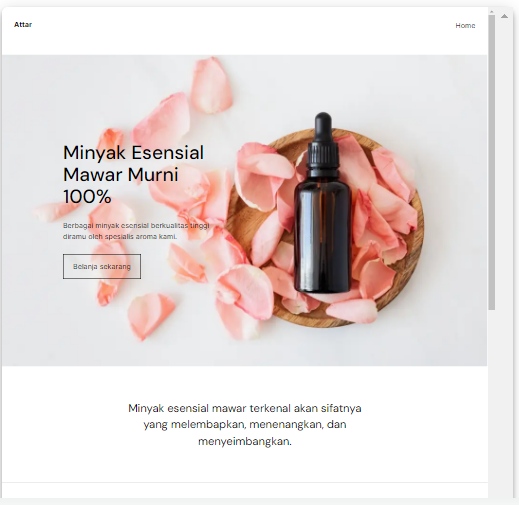 Attar
Home
Minyak Esensial
Mawar Murni
100%
Berbagai minyak esensial berkualitas tinggi
diramu oleh spesialis aroma kami.
Belanja sekarang
Minyak esensial mawar terkenal akan sifatnya
yang melembapkan, menenangkan, dan
menyeimbangkan.